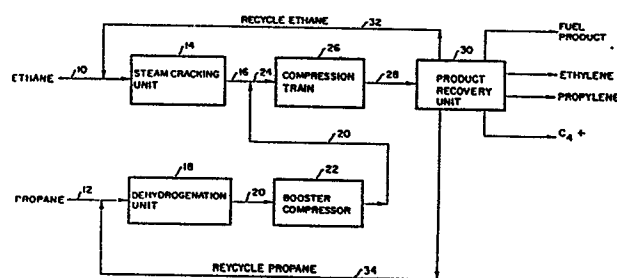 RECYCLE ETHANE
32
FUEL
PRODUCT
14
26
30
ETHANE
10
STEAM CRACKING
UNIT
16
24
COMPRESSION
TRAIN
28
PRODUCT
RECOVERY
UNIT
ETHYLENE
PROPYLENE
C4 +
20
18
22
PROPANE
12
DEHYDROGENATION
UNIT
20
BOOSTER
COMPRESSOR
REYCYCLE PROPANE
34